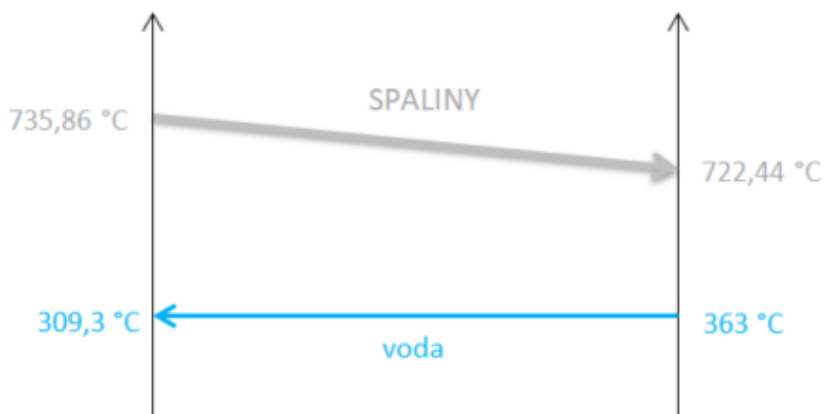 SPALINY
735,86 °C
722,44 °C
309,3 °C
363 °C
voda